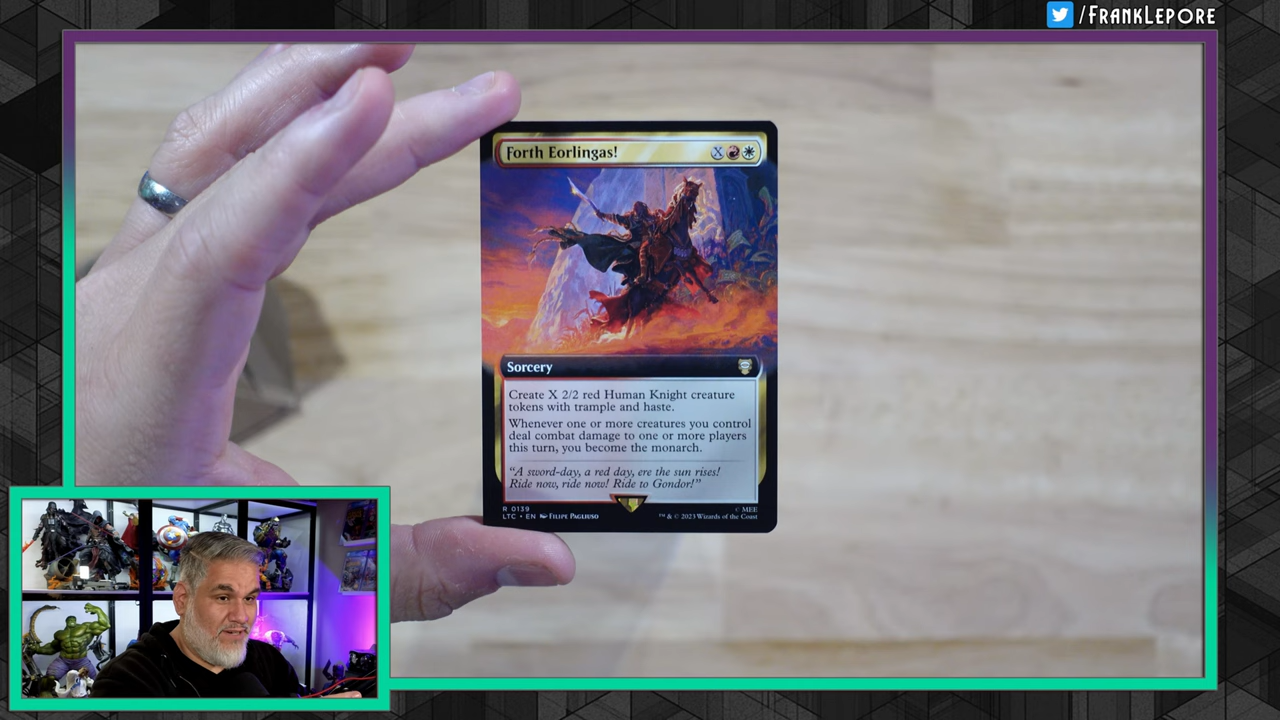 /FrankLepore
Forth Eorlingas! X
Sorcery
Create X 2/2 red Human Knight creature
tokens with trample and haste.
Whenever one or more creatures you control
deal combat damage to one or more players
this turn, you become the monarch.
"A sword-day, a red day, ere the sun rises!
Ride now, ride now! Ride to Gondor!"
R 0139
© MEE
LTC • EN Filipe Pagliuso
™ & © 2023 Wizards of the Coast